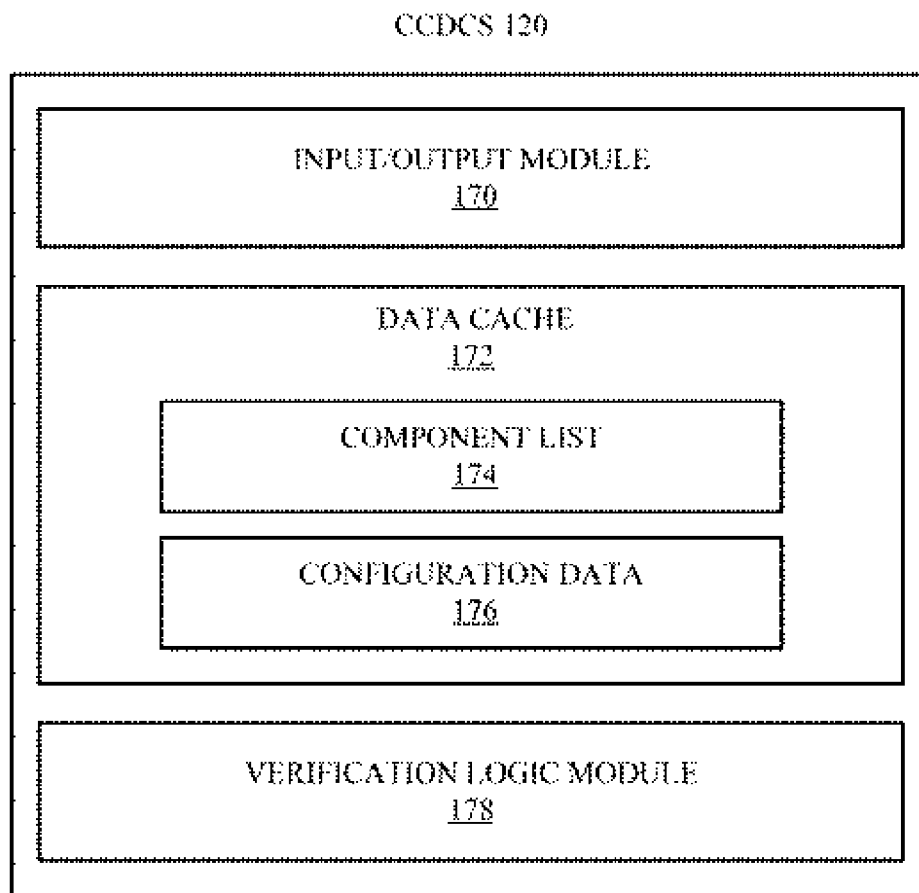 CCDCS 120
INPUT/OUTPUT MODULE
170
DATA CACHE
172
COMPONENT LIST
174
CONFIGURATION DATA
176
VERIFICATION LOGIC MODULE
178